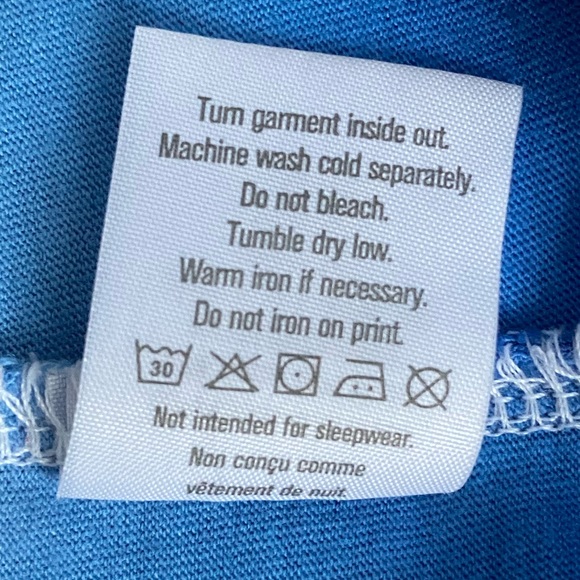 Turn garment inside out.
Machine wash cold separately.
Do not bleach.
Tumble dry low.
Warm iron if necessary.
Do not iron on print.
30
Not intended for sleepwear.
Non conçu comme
vêtement de nuit.